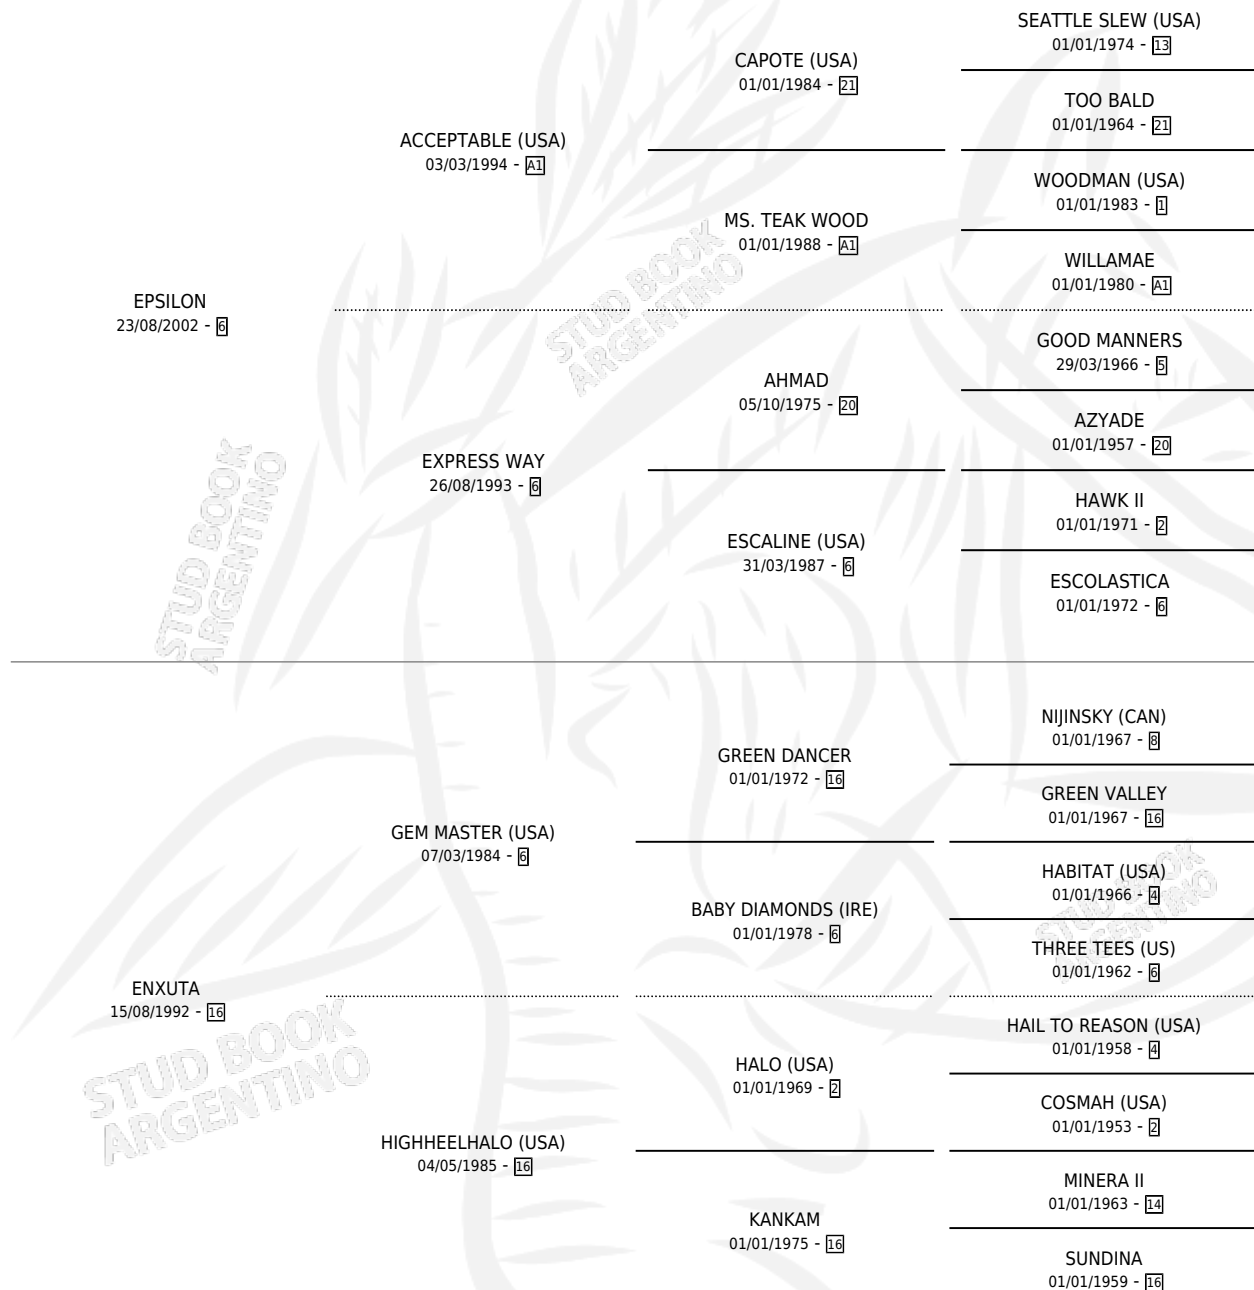 SEATTLE SLEW (USA)
01/01/1974 - 13
CAPOTE (USA)
01/01/1984 - 21
TOO BALD
01/01/1964 - 21
ACCEPTABLE (USA)
03/03/1994 - A1
WOODMAN (USA)
01/01/1983 - 1
MS. TEAK WOOD
01/01/1988 - A1
WILLAMAE
01/01/1980 - A1
EPSILON
23/08/2002 - 6
GOOD MANNERS
29/03/1966 - 5
AHMAD
05/10/1975 - 20
AZYADE
01/01/1957 - 20
EXPRESS WAY
26/08/1993 - 6
HAWK II
01/01/1971 - 2
ESCALINE (USA)
31/03/1987 - 6
ESCOLASTICA
01/01/1972 - 6
NIJINSKY (CAN)
01/01/1967 - 8
GREEN DANCER
01/01/1972 - 16
GREEN VALLEY
01/01/1967 - 16
GEM MASTER (USA)
07/03/1984 - 6
HABITAT (USA)
01/01/1966 - 4
BABY DIAMONDS (IRE)
01/01/1978 - 6
THREE TEES (US)
01/01/1962 - 6
ENXUTA
15/08/1992 - 16
HAIL TO REASON (USA)
01/01/1958 - 4
HALO (USA)
01/01/1969 - 2
COSMAH (USA)
01/01/1953 - 2
HIGHHEELHALO (USA)
04/05/1985 - 16
MINERA II
01/01/1963 - 14
KANKAM
01/01/1975 - 16
SUNDINA
01/01/1959 - 16
STUD BOOK
ARGENTINO
STUD BOOK
ARGENTINO
STUD BOOK
ARGENTINO
STUD BOOK
ARGENTINO